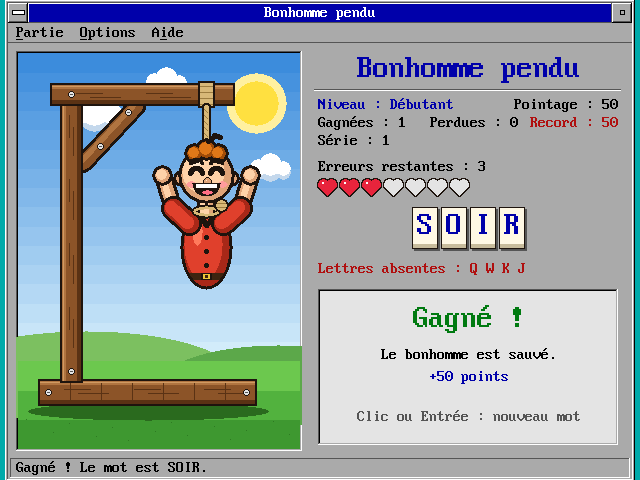 Bonhomme pendu
Partie Options Aide
Bonhomme pendu
Niveau : Débutant Pointage : 50
Gagnées : 1 Perdues : 0 Record : 50
Série : 1
Erreurs restantes : 3
SOIR
Lettres absentes : Q W K J
Gagné !
Le bonhomme est sauvé.
+50 points
Clic ou Entrée : nouveau mot
Gagné ! Le mot est SOIR.